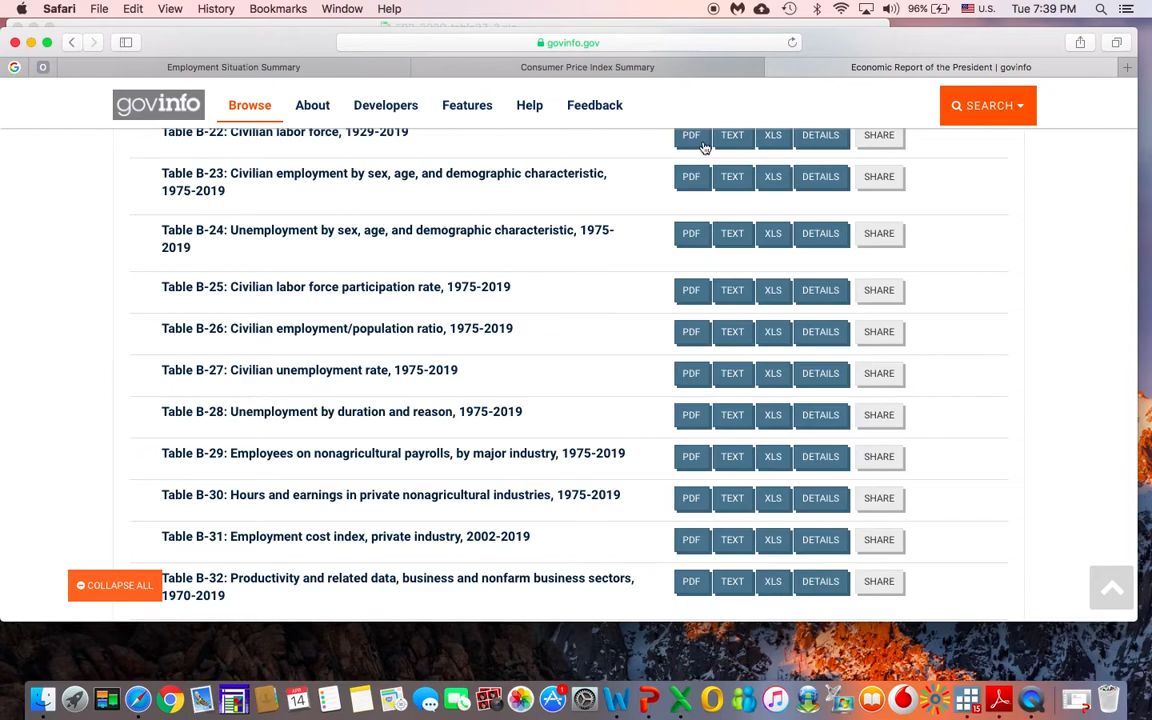 Safari File Edit View History Bookmarks Window Help 96% U.S. Tue 7:39 PM
govinfo.gov
Employment Situation Summary Consumer Price Index Summary Economic Report of the President | govinfo
govinfo Browse About Developers Features Help Feedback SEARCH
Table B-22: Civilian labor force, 1929-2019 PDF TEXT XLS DETAILS SHARE
Table B-23: Civilian employment by sex, age, and demographic characteristic, PDF TEXT XLS DETAILS SHARE
1975-2019
Table B-24: Unemployment by sex, age, and demographic characteristic, 1975- PDF TEXT XLS DETAILS SHARE
2019
Table B-25: Civilian labor force participation rate, 1975-2019 PDF TEXT XLS DETAILS SHARE
Table B-26: Civilian employment/population ratio, 1975-2019 PDF TEXT XLS DETAILS SHARE
Table B-27: Civilian unemployment rate, 1975-2019 PDF TEXT XLS DETAILS SHARE
Table B-28: Unemployment by duration and reason, 1975-2019 PDF TEXT XLS DETAILS SHARE
Table B-29: Employees on nonagricultural payrolls, by major industry, 1975-2019 PDF TEXT XLS DETAILS SHARE
Table B-30: Hours and earnings in private nonagricultural industries, 1975-2019 PDF TEXT XLS DETAILS SHARE
Table B-31: Employment cost index, private industry, 2002-2019 PDF TEXT XLS DETAILS SHARE
COLLAPSE ALL Table B-32: Productivity and related data, business and nonfarm business sectors, PDF TEXT XLS DETAILS SHARE
1970-2019